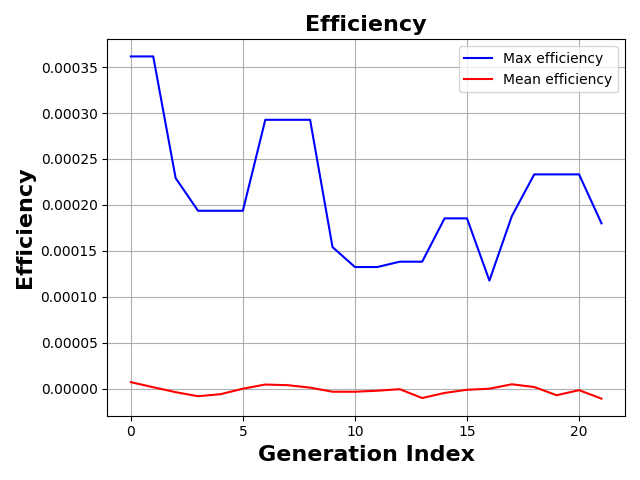 Efficiency
Max efficiency
Mean efficiency
0.00035
0.00030
0.00025
0.00020
0.00015
0.00010
0.00005
0.00000
Efficiency
0 5 10 15 20
Generation Index